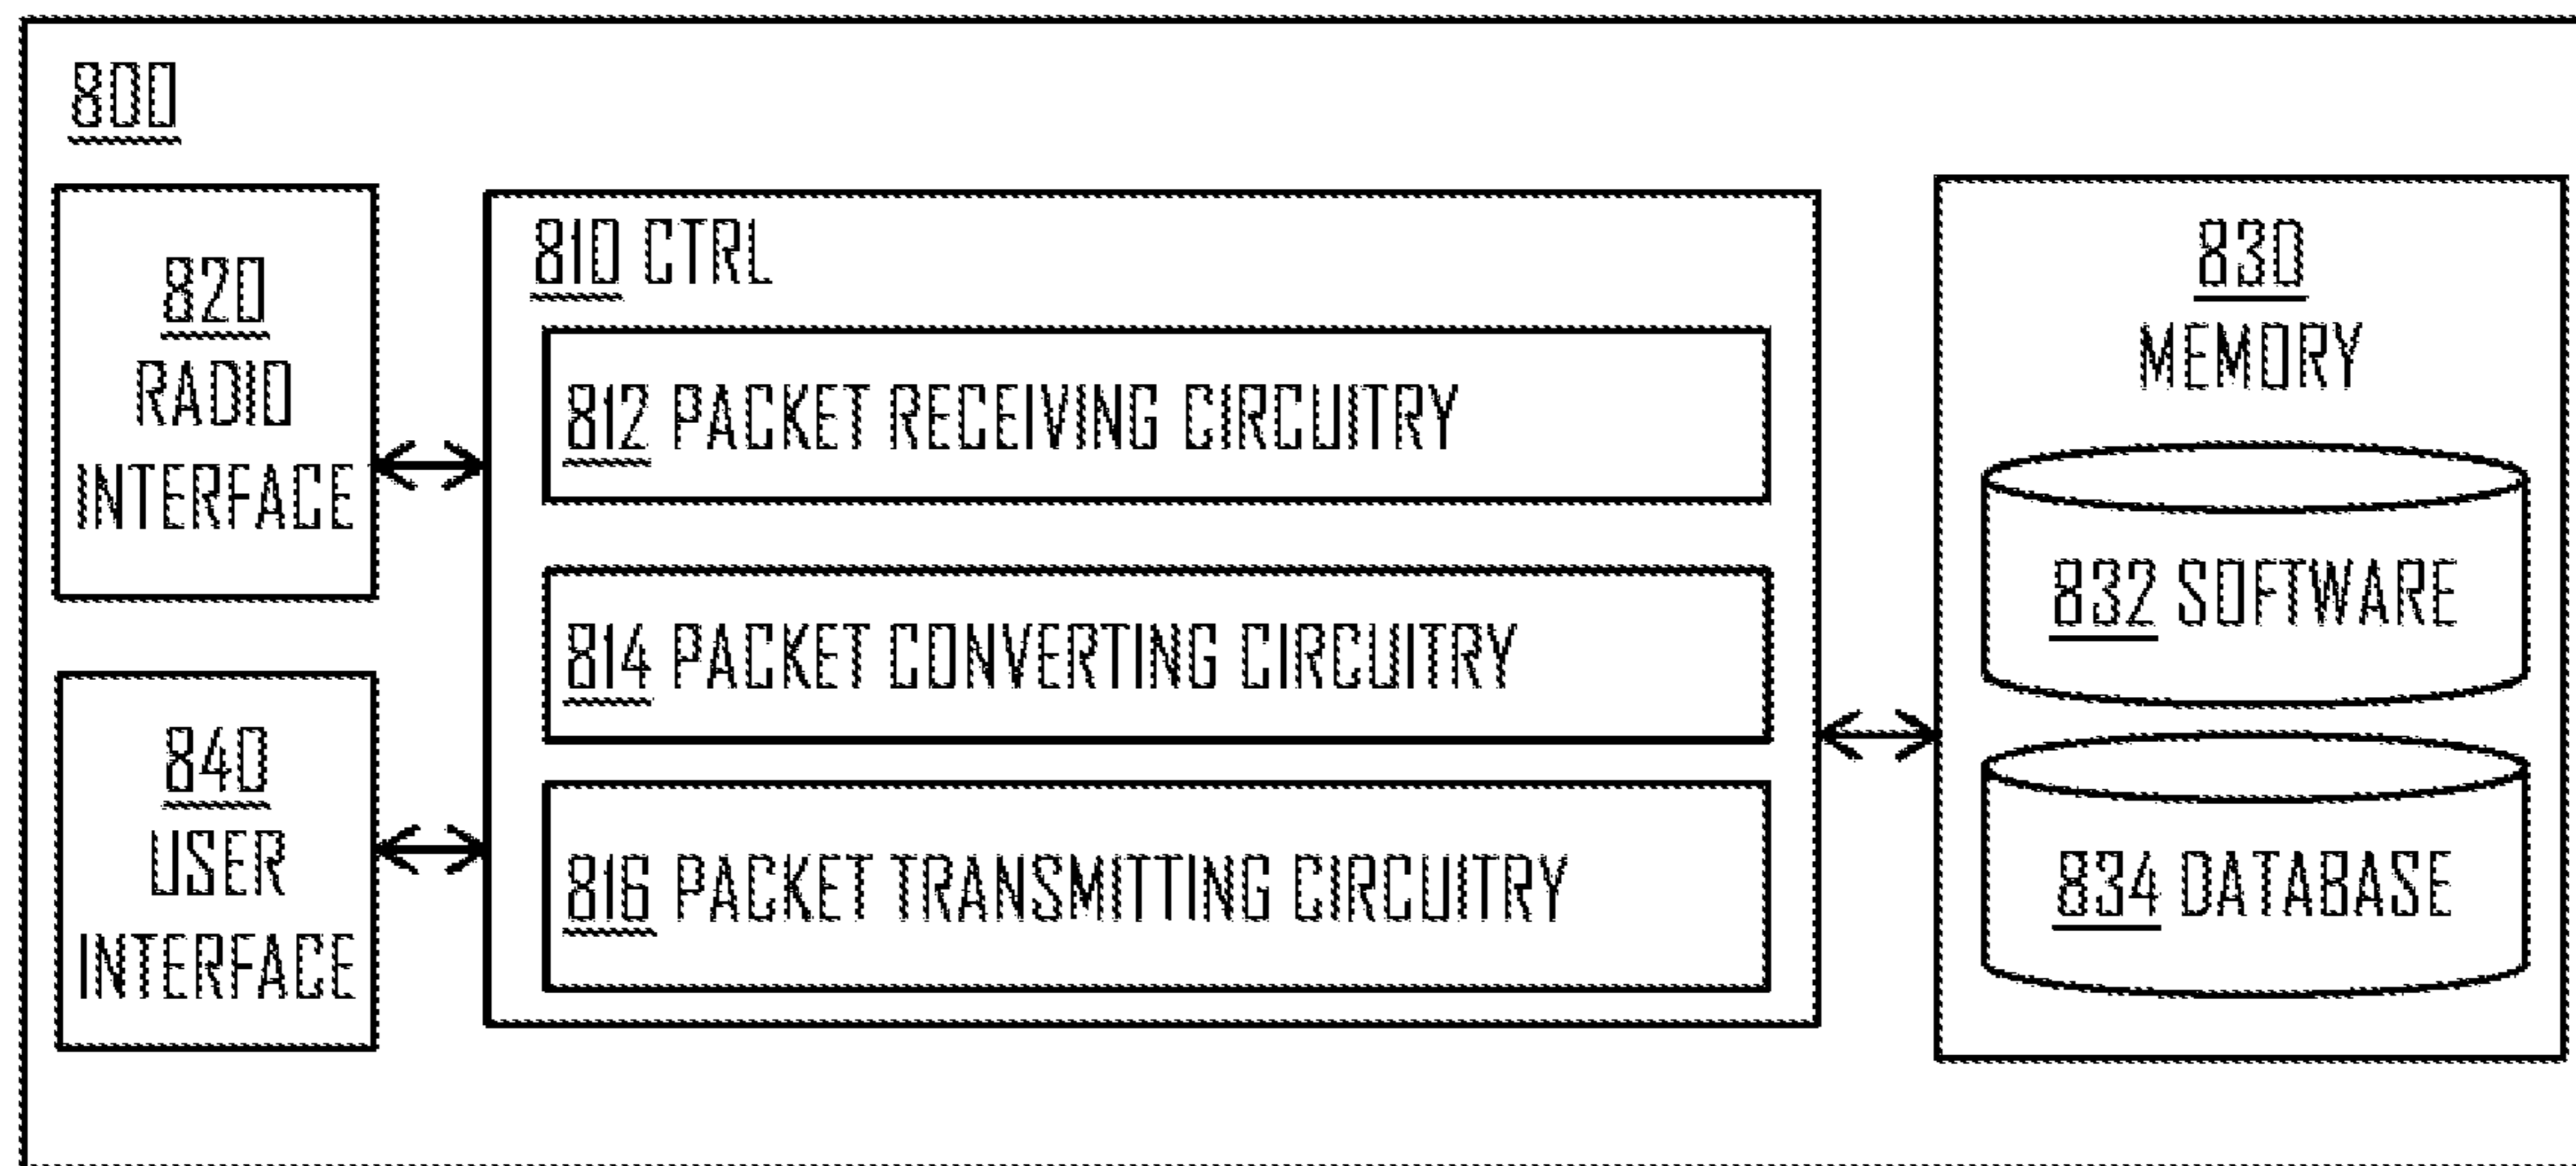 800
820
RADIO
INTERFACE
840
USER
INTERFACE
810 CTRL
812 PACKET RECEIVING CIRCUITRY
814 PACKET CONVERTING CIRCUITRY
816 PACKET TRANSMITTING CIRCUITRY
830
MEMORY
832 SOFTWARE
834 DATABASE